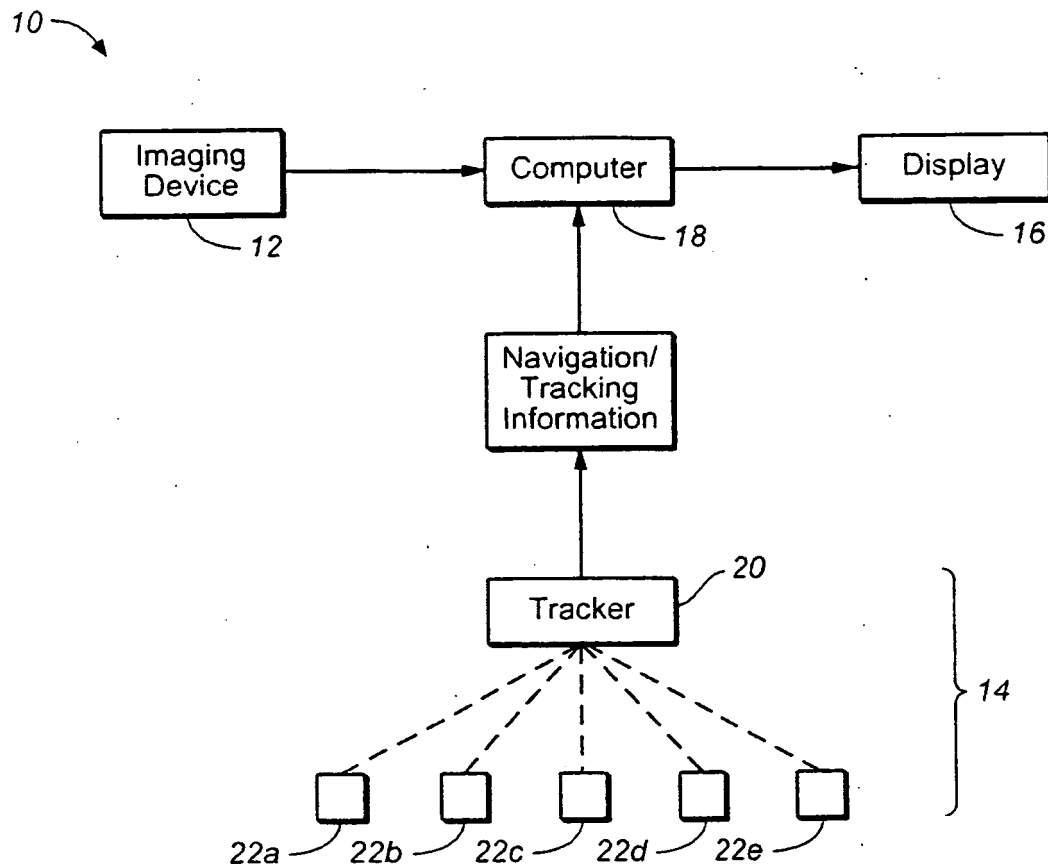 10
Imaging
Device
12
Computer
18
Display
16
Navigation/
Tracking
Information
Tracker
20
14
22a
22b
22c
22d
22e